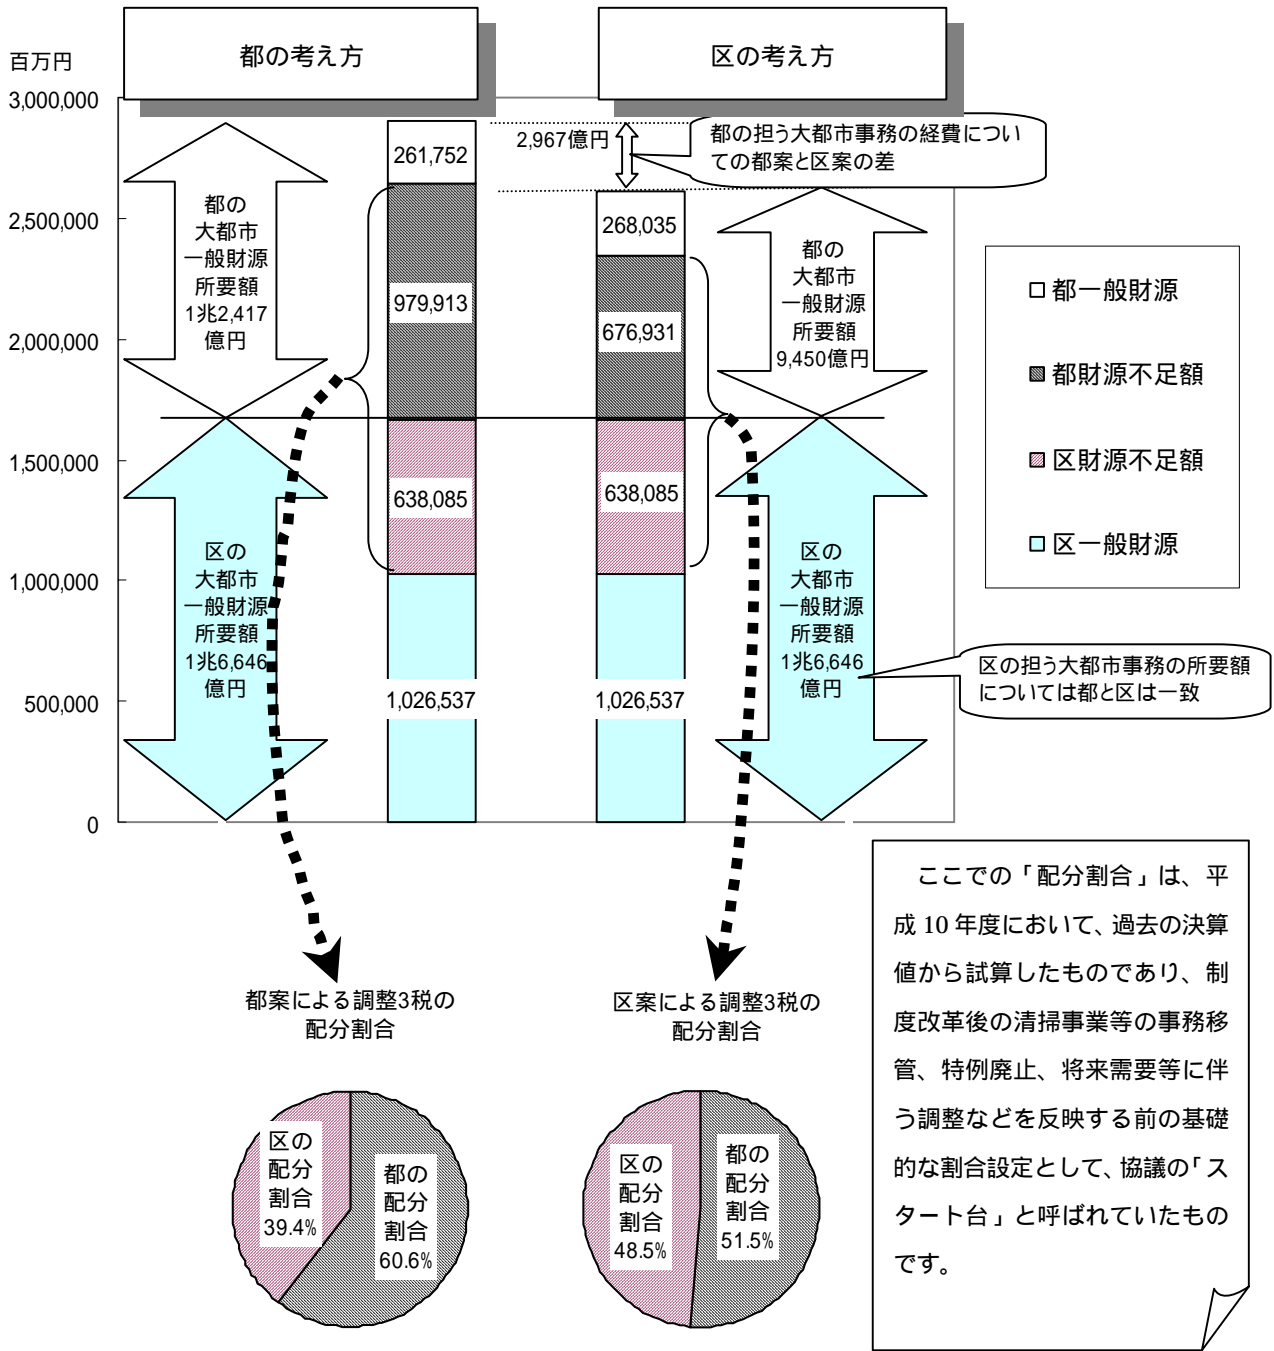 都の考え方
区の考え方
百万円
3,000,000
2,500,000
2,000,000
1,500,000
1,000,000
500,000
0
都の
大都市
一般財源
所要額
1兆2,417
億円
区の
大都市
一般財源
所要額
1兆6,646
億円
261,752
979,913
638,085
1,026,537
2,967億円
都の担う大都市事務の経費につい
ての都案と区案の差
268,035
676,931
638,085
1,026,537
都の
大都市
一般財源
所要額
9,450億円
区の
大都市
一般財源
所要額
1兆6,646
億円
都一般財源
都財源不足額
区財源不足額
区一般財源
区の担う大都市事務の所要額
については都と区は一致
都案による調整3税の
配分割合
区の
配分
割合
39.4%
都の
配分
割合
60.6%
区案による調整3税の
配分割合
区の
配分
割合
48.5%
都の
配分
割合
51.5%
ここでの「配分割合」は、平
成10年度において、過去の決算
値から試算したものであり、制
度改革後の清掃事業等の事務移
管、特例廃止、将来需要等に伴
う調整などを反映する前の基礎
的な割合設定として、協議の「ス
タート台」と呼ばれていたもの
です。